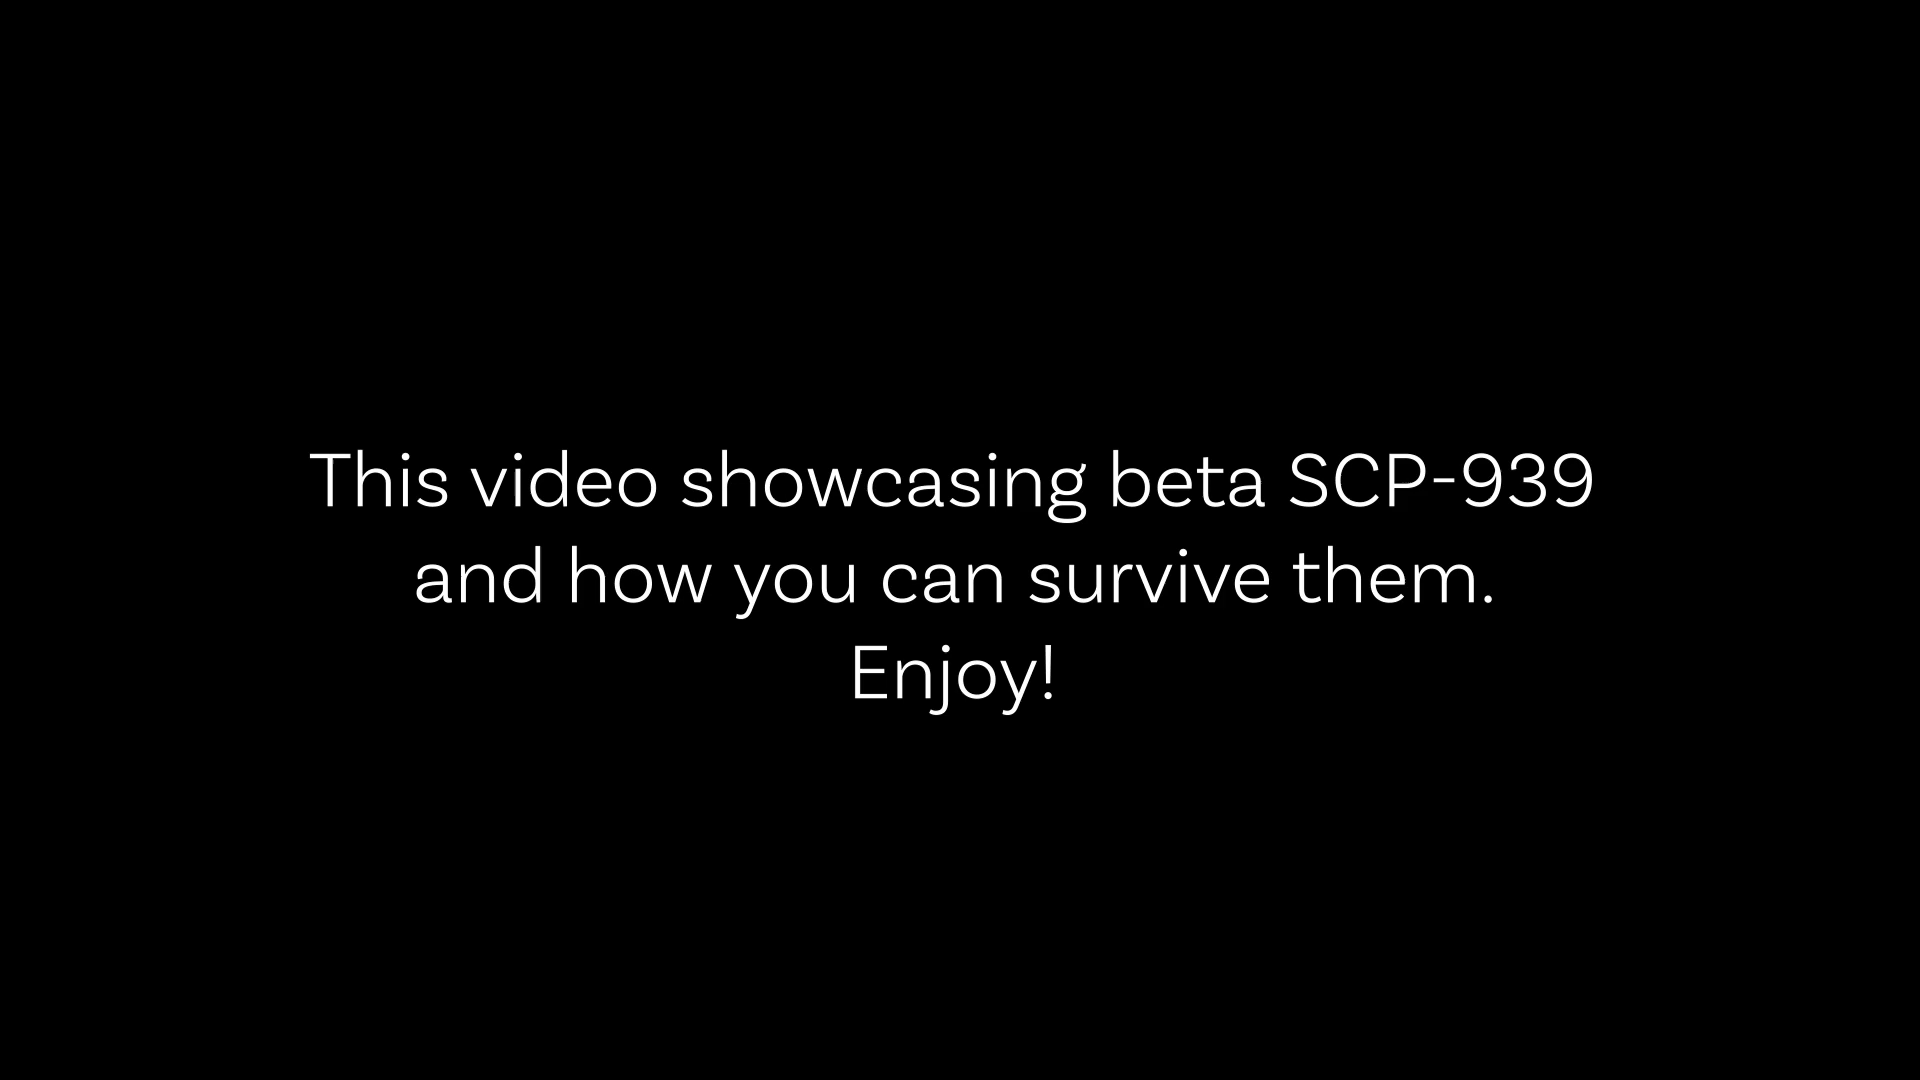 This video showcasing beta SCP-939
and how you can survive them.
Enjoy!